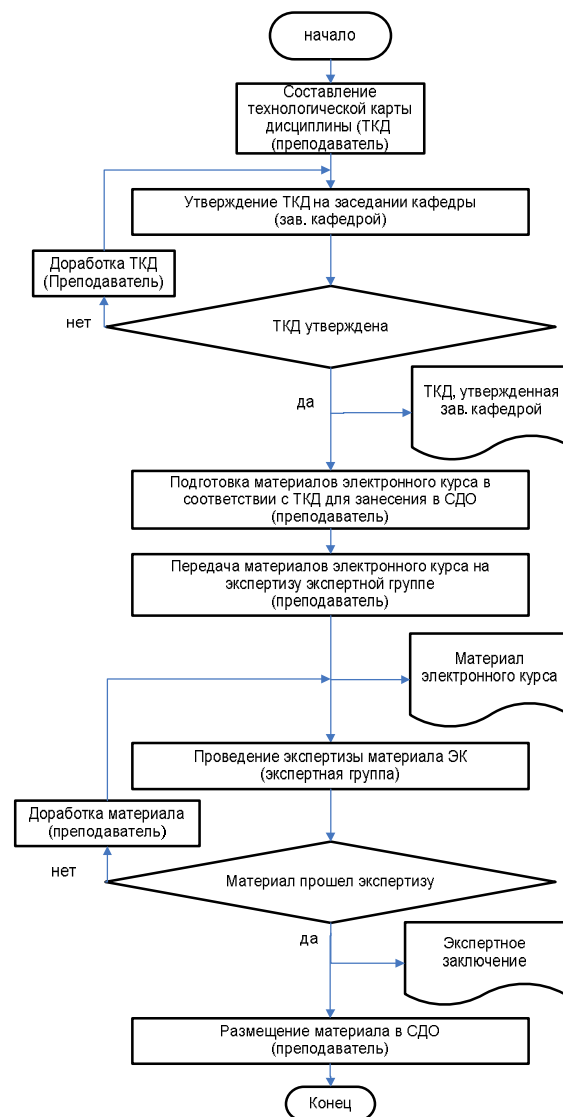 начало
Составление
технологической карты
дисциплины (ТКД
(преподаватель)
Утверждение ТКД на заседании кафедры
(зав. кафедрой)
Доработка ТКД
(Преподаватель)
нет
ТКД утверждена
да
ТКД, утвержденная
зав. кафедрой
Подготовка материалов электронного курса в
соответствии с ТКД для занесения в СДО
(преподаватель)
Передача материалов электронного курса на
экспертизу экспертной группе
(преподаватель)
Материал
электронного курса
Проведение экспертизы материала ЭК
(экспертная группа)
Доработка материала
(преподаватель)
нет
Материал прошел экспертизу
да
Экспертное
заключение
Размещение материала в СДО
(преподаватель)
Конец